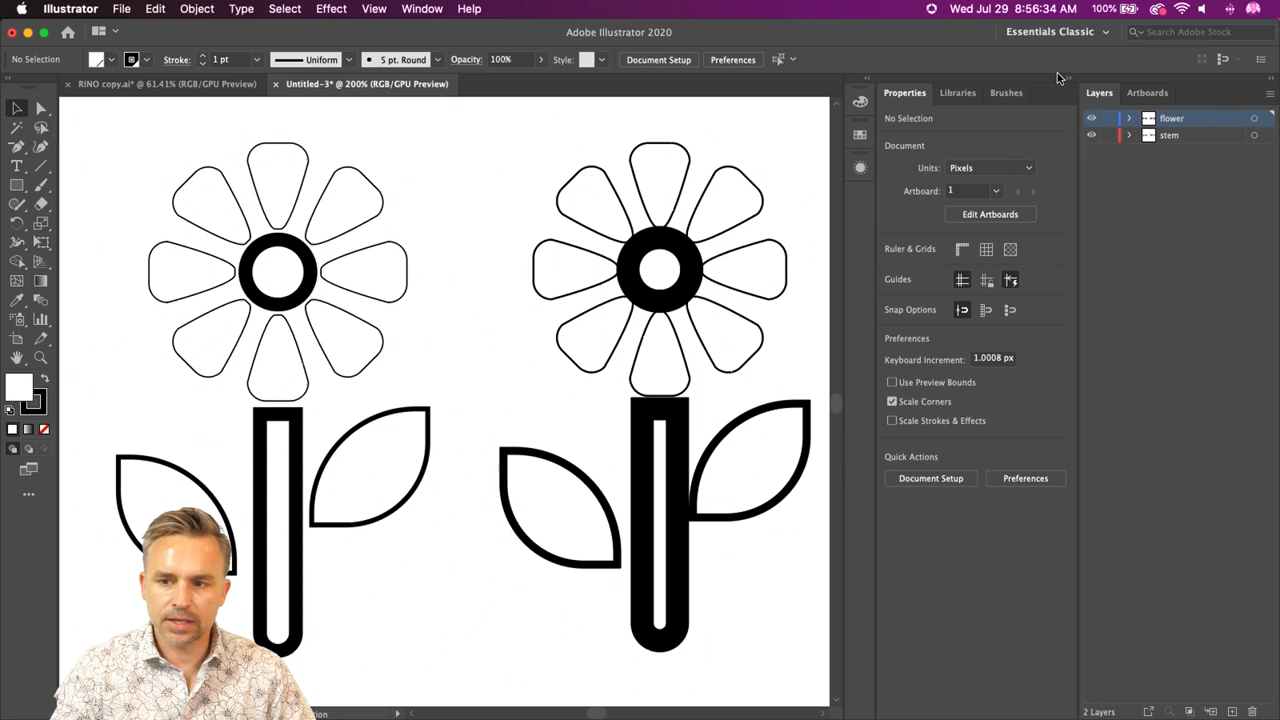 Illustrator File Edit Object Type Select Effect View Window Help 100% Wed Jul 29 8:56:34 AM
Adobe Illustrator 2020 Essentials Classic Search Adobe Stock
No Selection Stroke: 1 pt Uniform 5 pt. Round Opacity: 100% Style: Document Setup Preferences
× RINO copy.ai* @ 61.41% (RGB/GPU Preview) × Untitled-3* @ 200% (RGB/GPU Preview)
Properties Libraries Brushes Layers Artboards
No Selection flower
stem
Document
Units: Pixels
Artboard: 1
Edit Artboards
Ruler & Grids
Guides
Snap Options
Preferences
Keyboard Increment: 1.0008 px
Use Preview Bounds
Scale Corners
Scale Strokes & Effects
Quick Actions
Document Setup Preferences
2 Layers